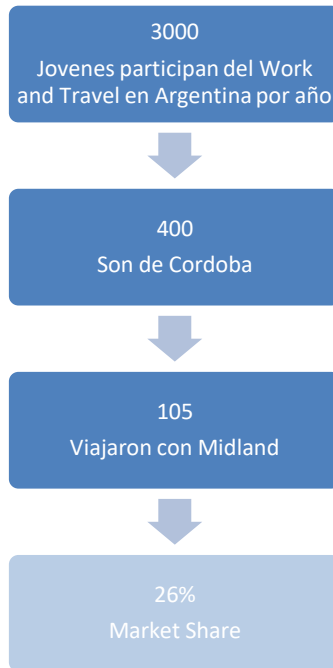 3000
Jovenes participan del Work
and Travel en Argentina por año
400
Son de Cordoba
105
Viajaron con Midland
26%
Market Share